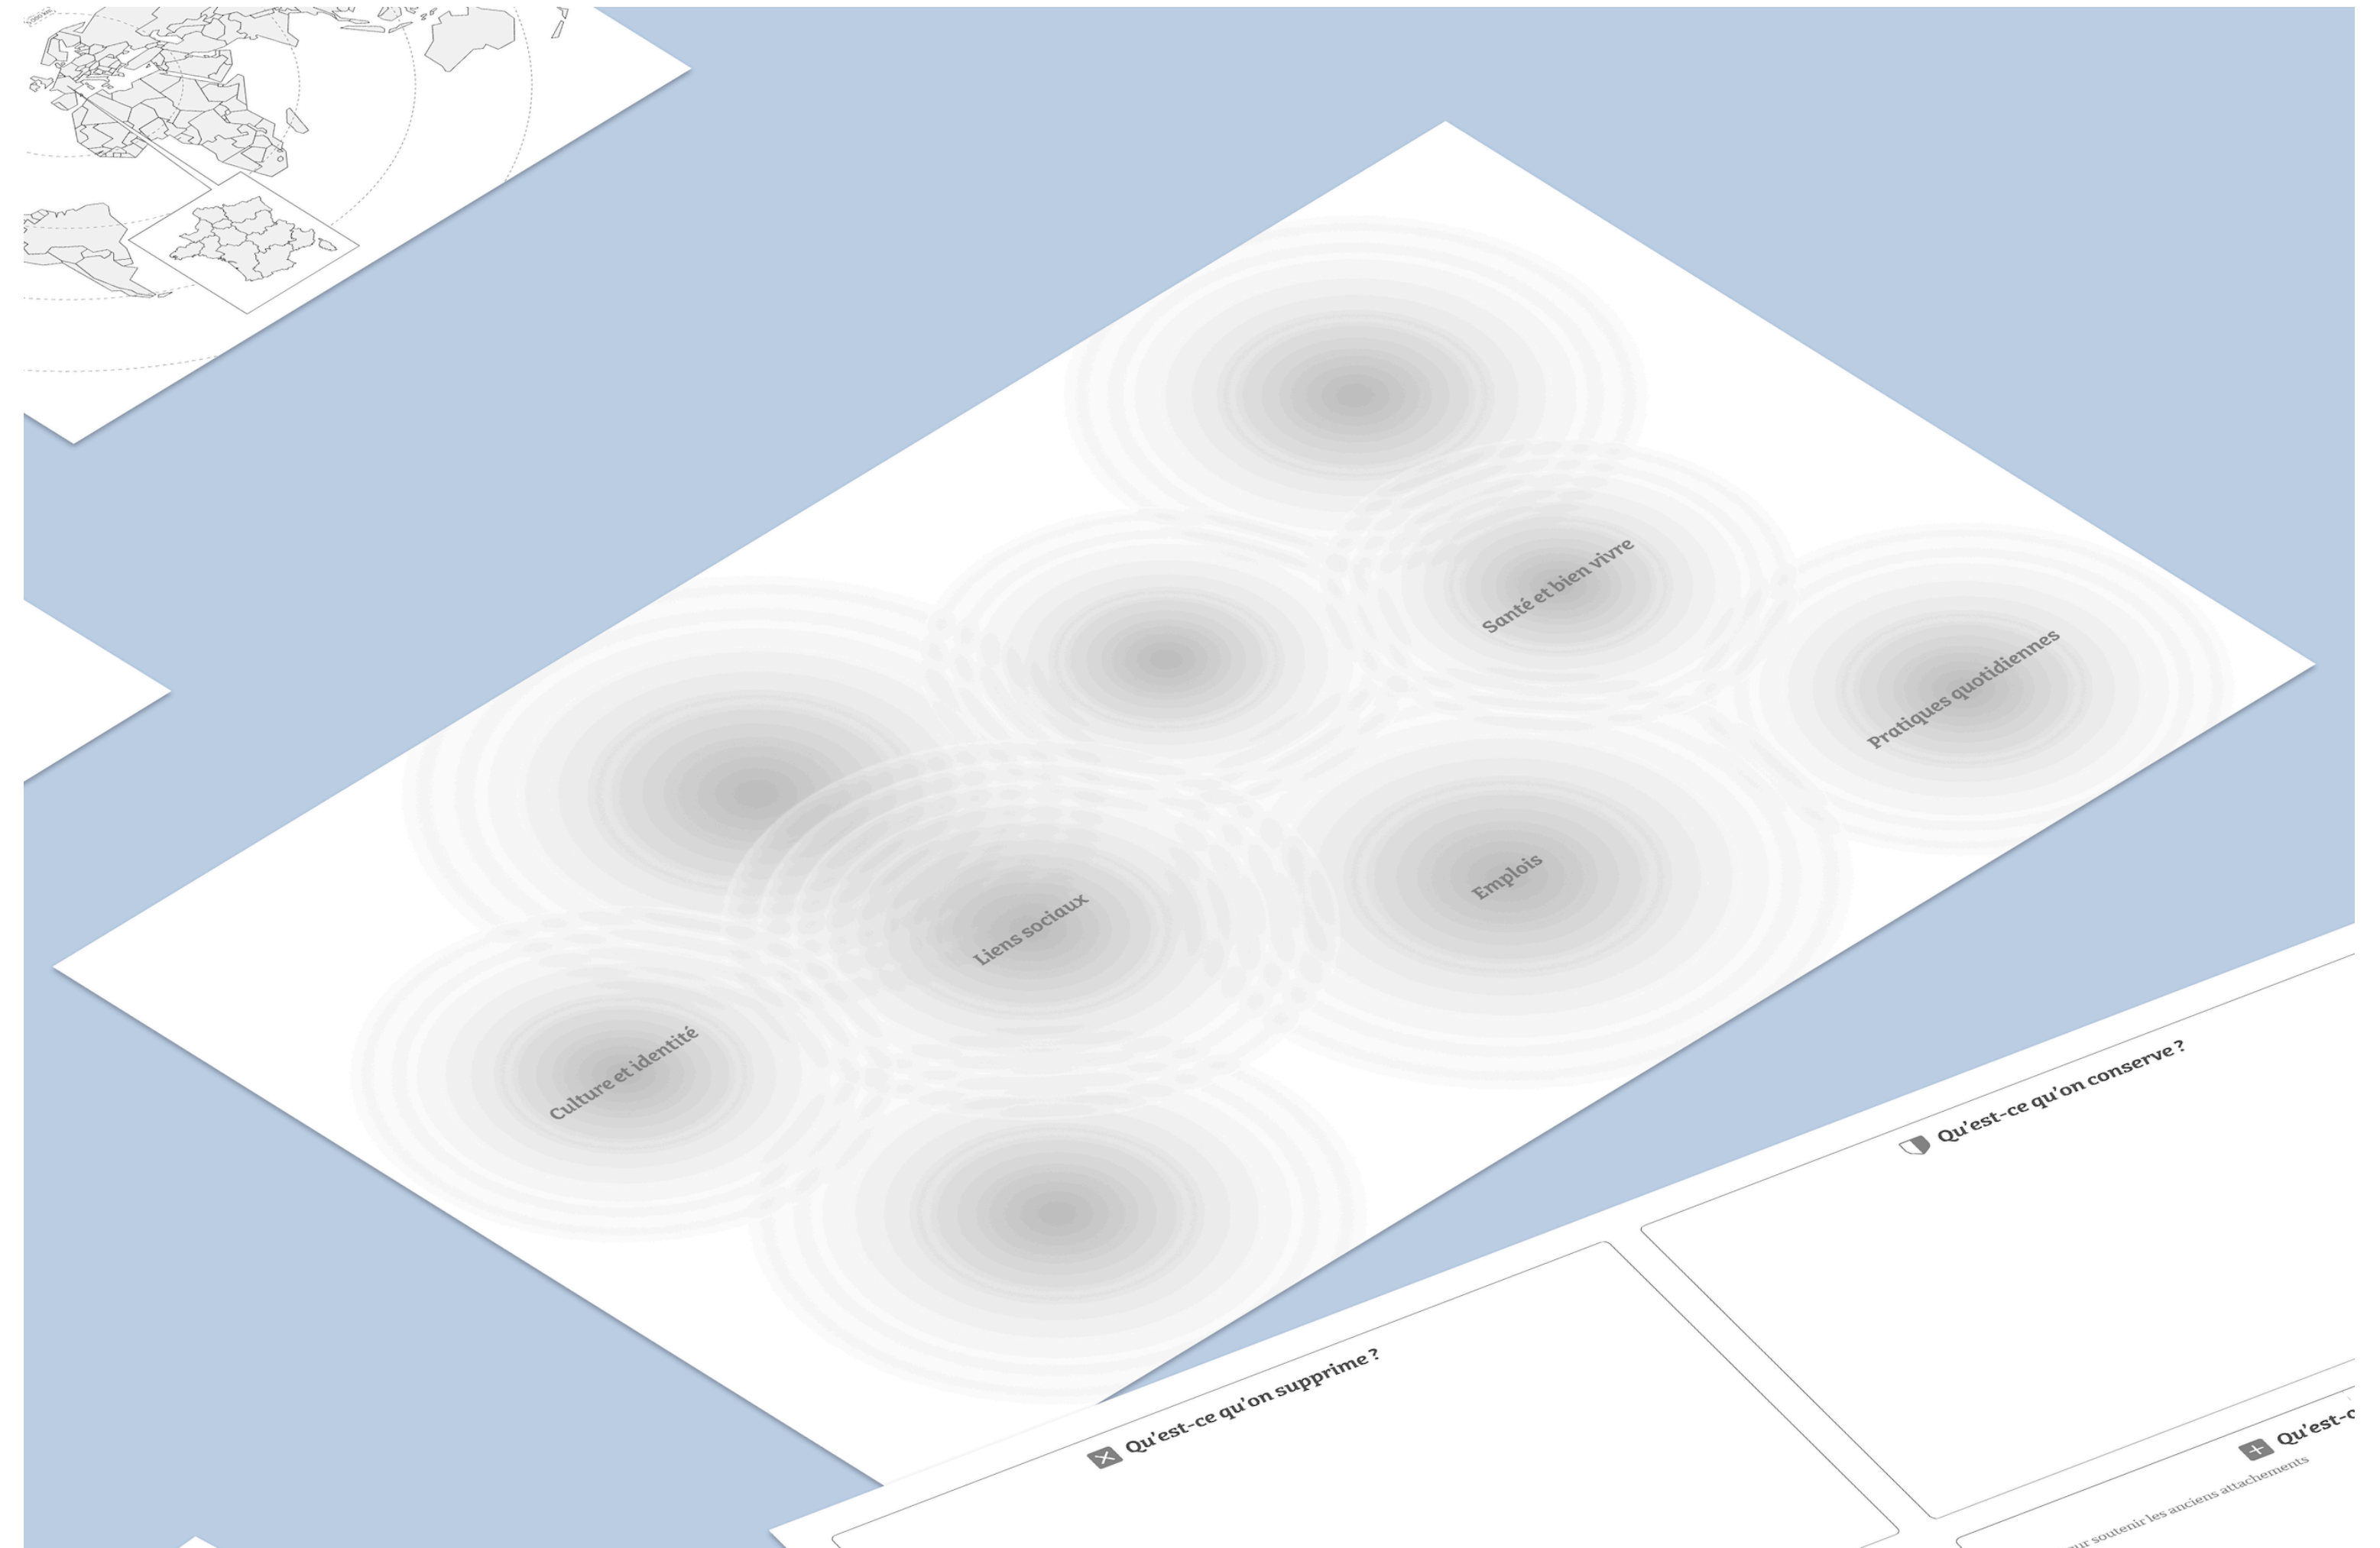 Santé et bien vivre
Pratiques quotidiennes
Emplois
Liens sociaux
Culture et identité
Qu'est-ce qu'on conserve ?
Qu'est-ce qu'on supprime ?
Qu'est-c
soutenir les anciens attachements